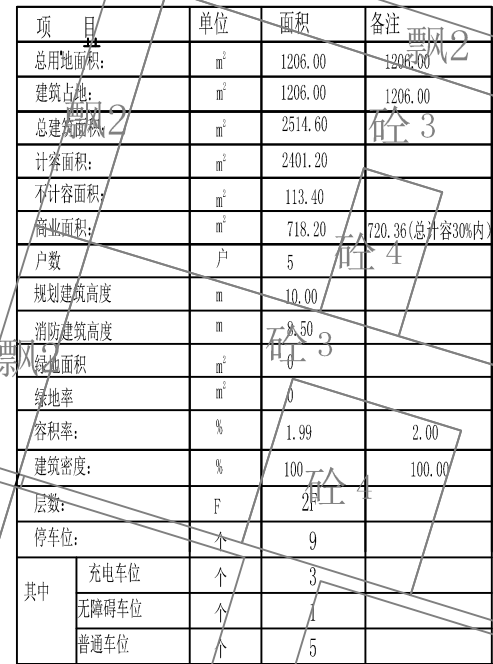 项 目 单位 面积 备注
飘2
总用地面积: m² 1206.00 1206.00
建筑占地: m² 1206.00 1206.00
飘2 砼3
总建筑面积: m² 2514.60
计容面积: m² 2401.20
不计容面积: m² 113.40
商业面积: m² 718.20 720.36(总计容30%内)
砼4
户数 户 5
规划建筑高度 m 10.00
消防建筑高度 m 8.50
飘2 砼3
绿地面积 m² 0
绿地率 m² 0
容积率: % 1.99 2.00
建筑密度: % 100 100.00
砼4
层数: F 2F
停车位: 个 9
其中 充电车位 个 3
无障碍车位 个 1
普通车位 个 5